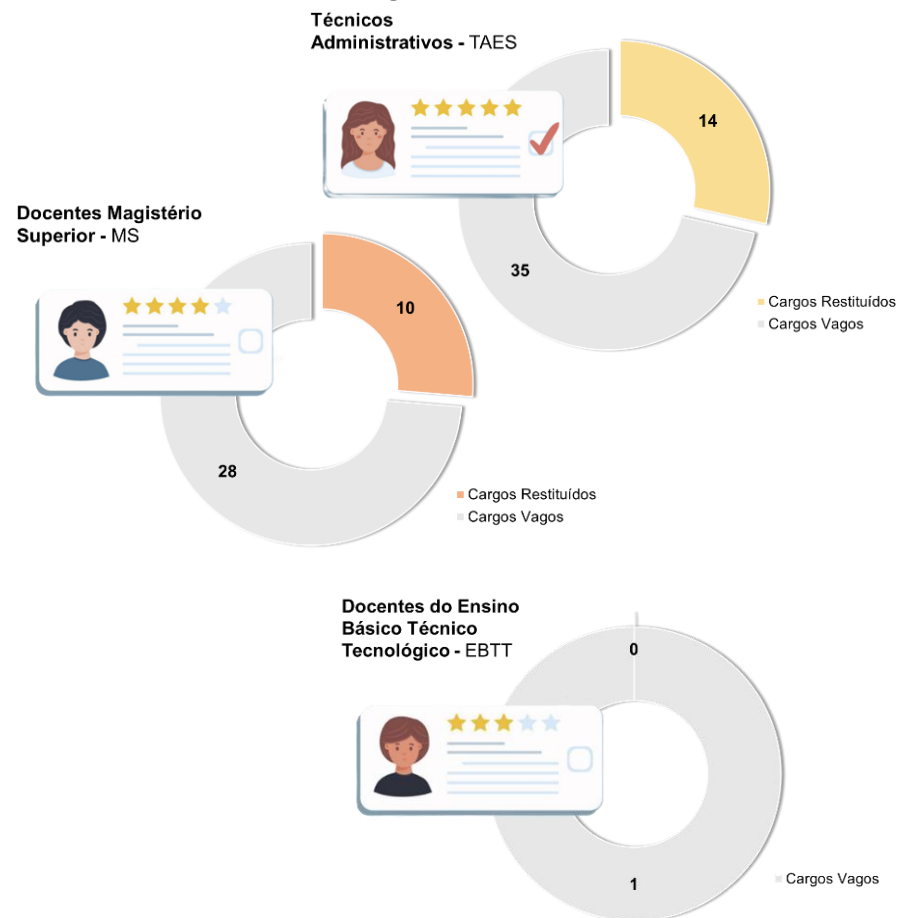 Técnicos
Administrativos - TAES
14
35
Cargos Restituídos
Cargos Vagos
Docentes Magistério
Superior - MS
10
28
Cargos Restituídos
Cargos Vagos
Docentes do Ensino
Básico Técnico
Tecnológico - EBTT
0
1
Cargos Vagos